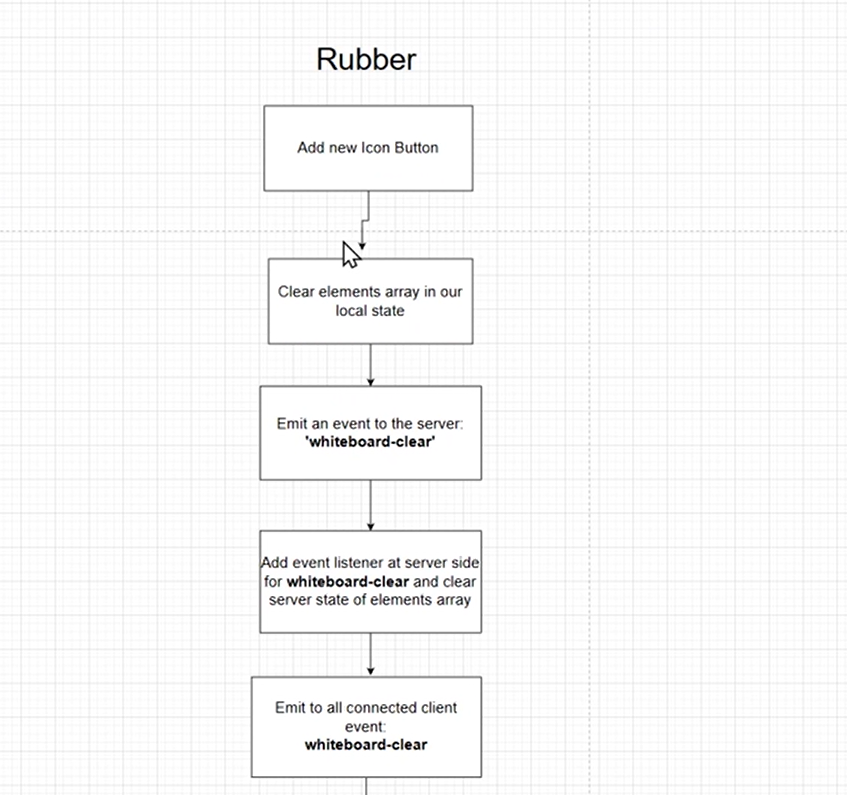 Rubber
Add new Icon Button
Clear elements array in our
local state
Emit an event to the server:
'whiteboard-clear'
Add event listener at server side
for whiteboard-clear and clear
server state of elements array
Emit to all connected client
event:
whiteboard-clear